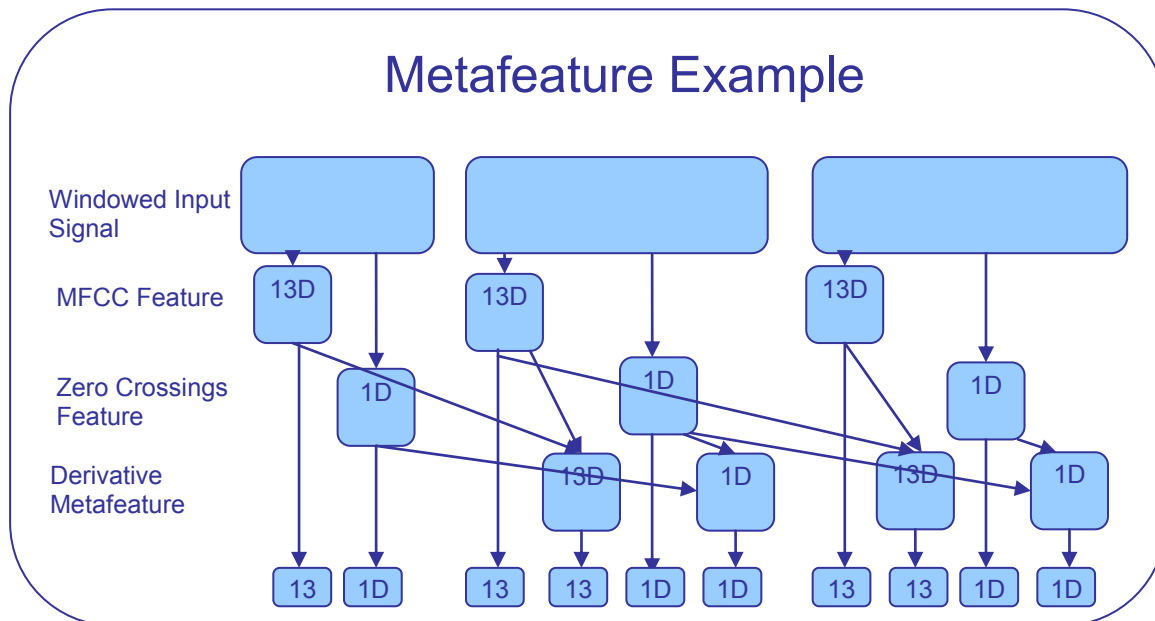 Metafeature Example
Windowed Input
Signal
MFCC Feature
13D
13D
13D
Zero Crossings
Feature
1D
1D
1D
Derivative
Metafeature
13D
1D
13D
1D
13
1D
13
13
1D
1D
13
13
1D
1D